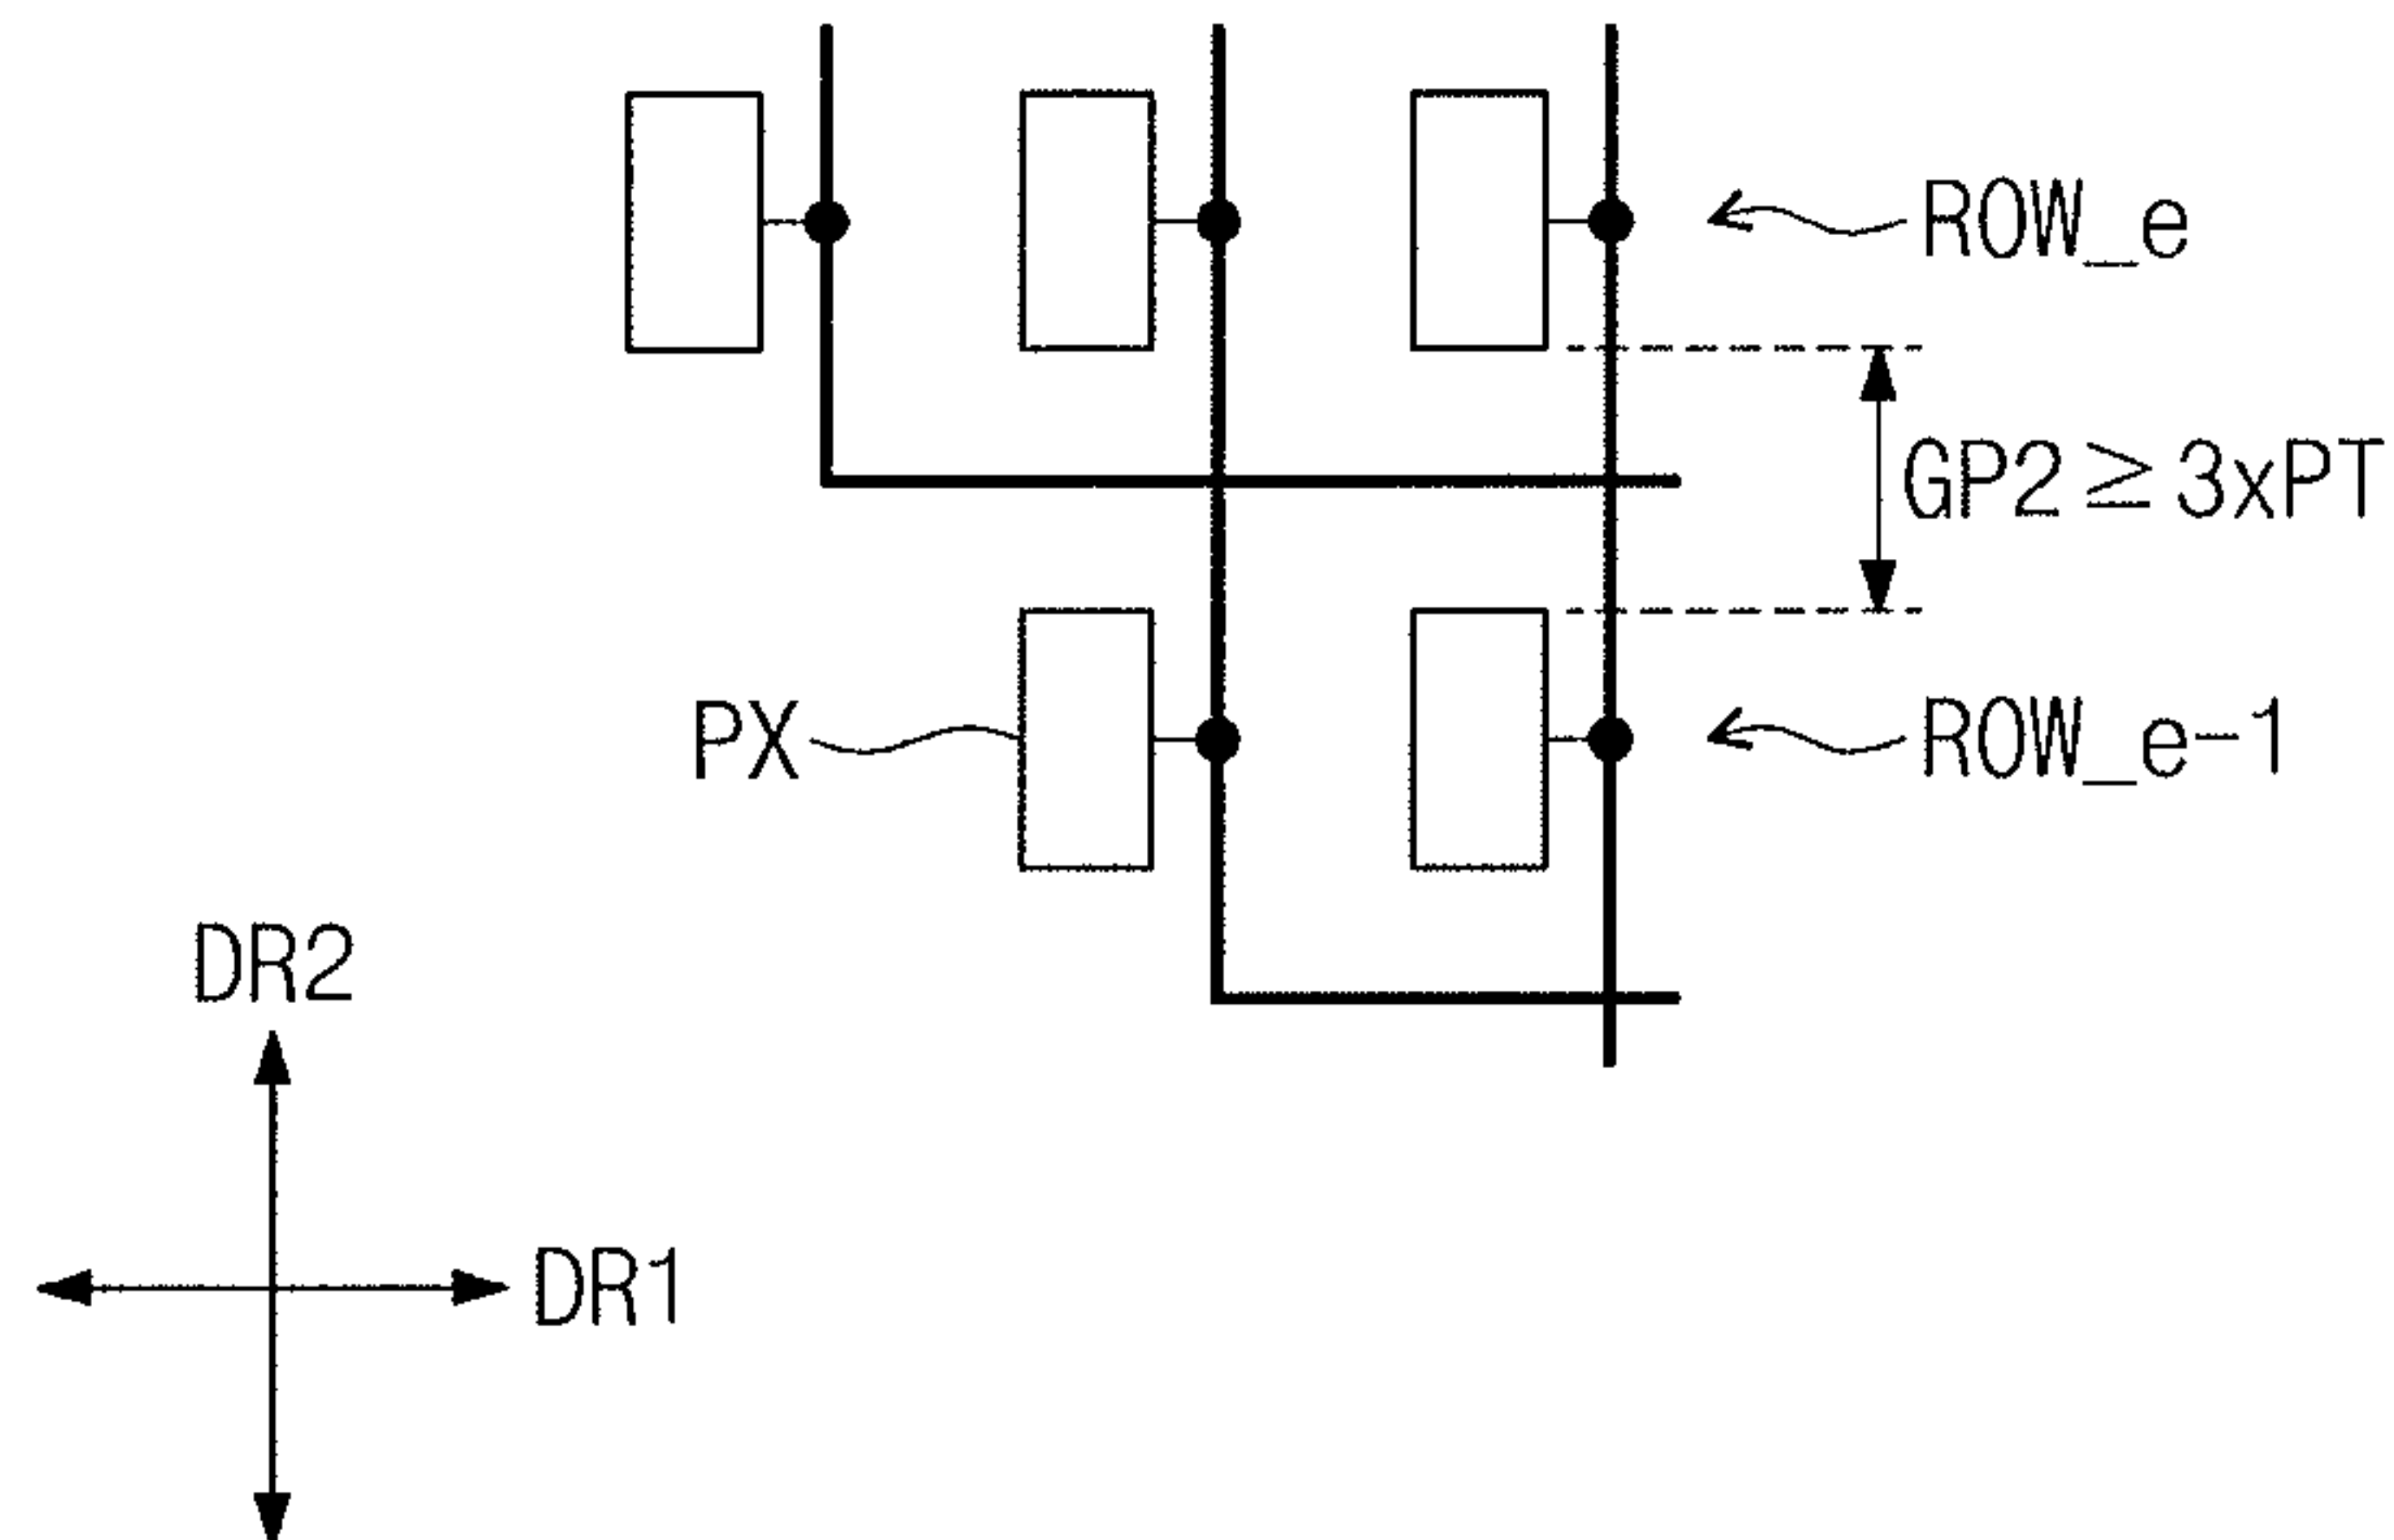 ROW_e
GP2 ≥ 3xPT
PX
ROW_e-1
DR2
DR1